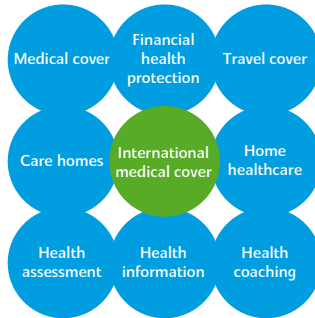 Medical cover
Financial
health
protection
Travel cover
Care homes
International
medical cover
Home
healthcare
Health
assessment
Health
information
Health
coaching